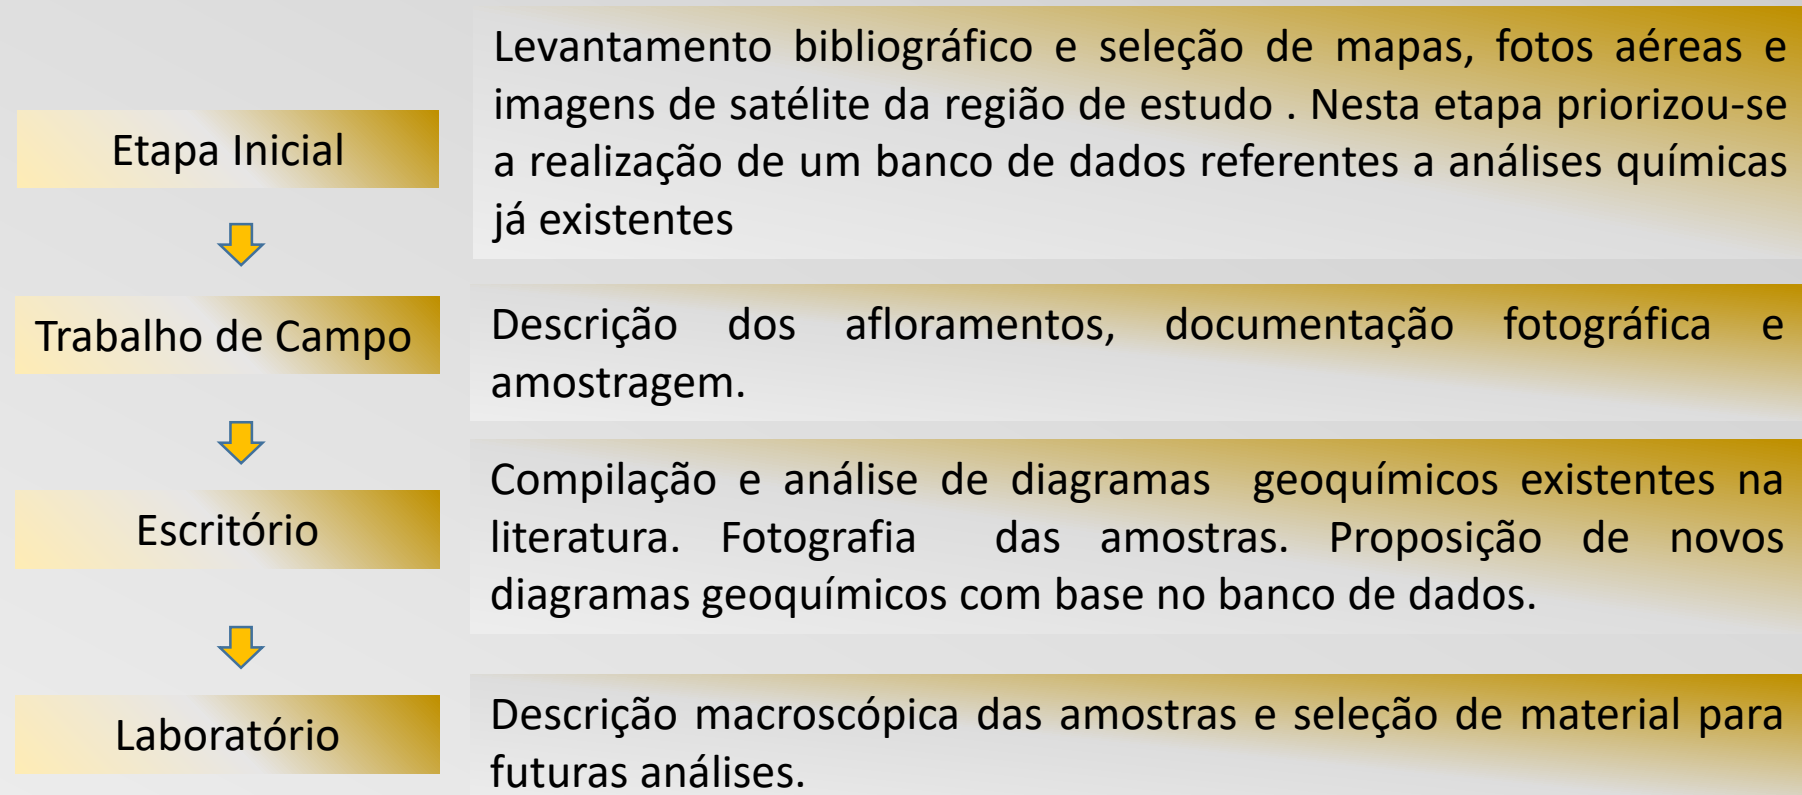 Etapa Inicial
Levantamento bibliográfico e seleção de mapas, fotos aéreas e
imagens de satélite da região de estudo . Nesta etapa priorizou-se
a realização de um banco de dados referentes a análises químicas
já existentes
Trabalho de Campo
Descrição dos afloramentos, documentação fotográfica e
amostragem.
Escritório
Compilação e análise de diagramas geoquímicos existentes na
literatura. Fotografia das amostras. Proposição de novos
diagramas geoquímicos com base no banco de dados.
Laboratório
Descrição macroscópica das amostras e seleção de material para
futuras análises.